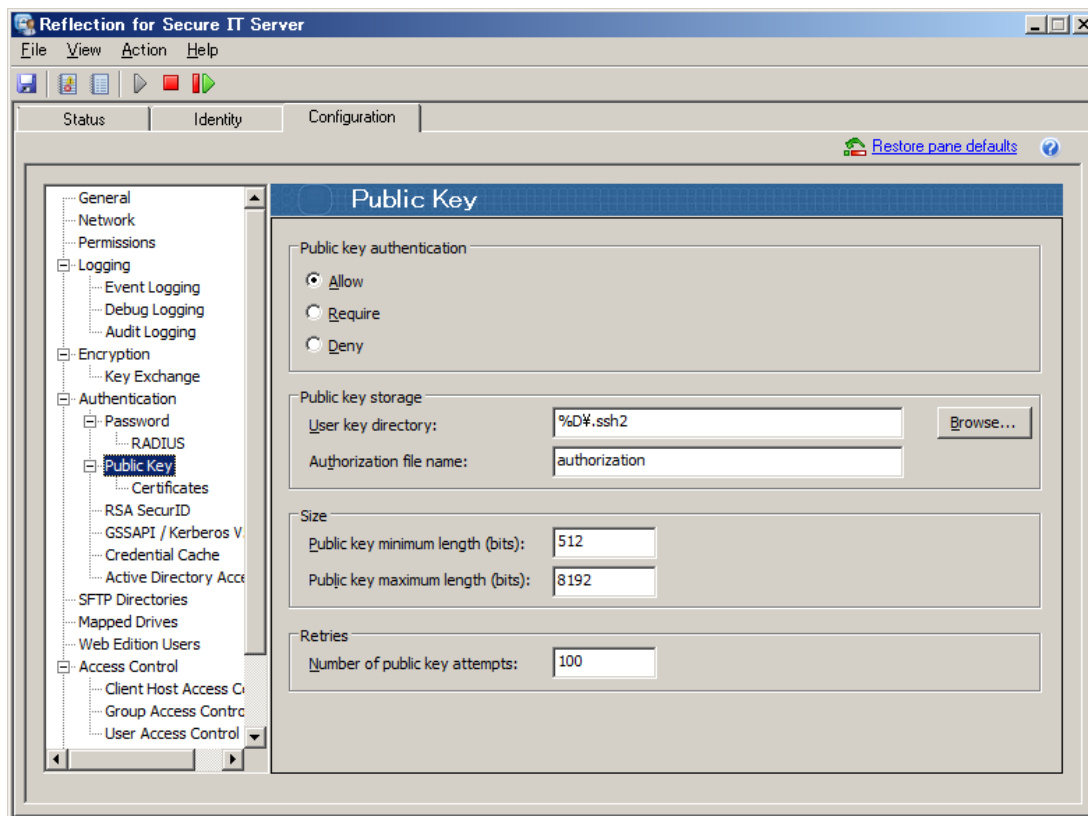 Reflection for Secure IT Server
File View Action Help
Status Identity Configuration
Restore pane defaults
General
Network
Permissions
Logging
Event Logging
Debug Logging
Audit Logging
Encryption
Key Exchange
Authentication
Password
RADIUS
Public Key
Certificates
RSA SecurID
GSSAPI / Kerberos V
Credential Cache
Active Directory Acce
SFTP Directories
Mapped Drives
Web Edition Users
Access Control
Client Host Access C
Group Access Contro
User Access Control
Public Key
Public key authentication
Allow
Require
Deny
Public key storage
User key directory: %D¥.ssh2 Browse...
Authorization file name: authorization
Size
Public key minimum length (bits): 512
Public key maximum length (bits): 8192
Retries
Number of public key attempts: 100